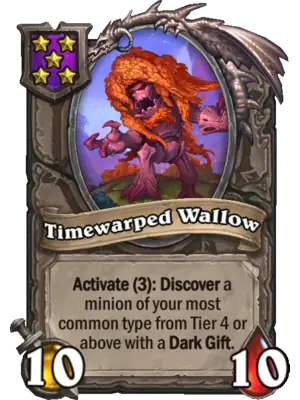 Timewarped Wallow
Activate (3): Discover a
minion of your most
common type from Tier 4 or
above with a Dark Gift.
10
10